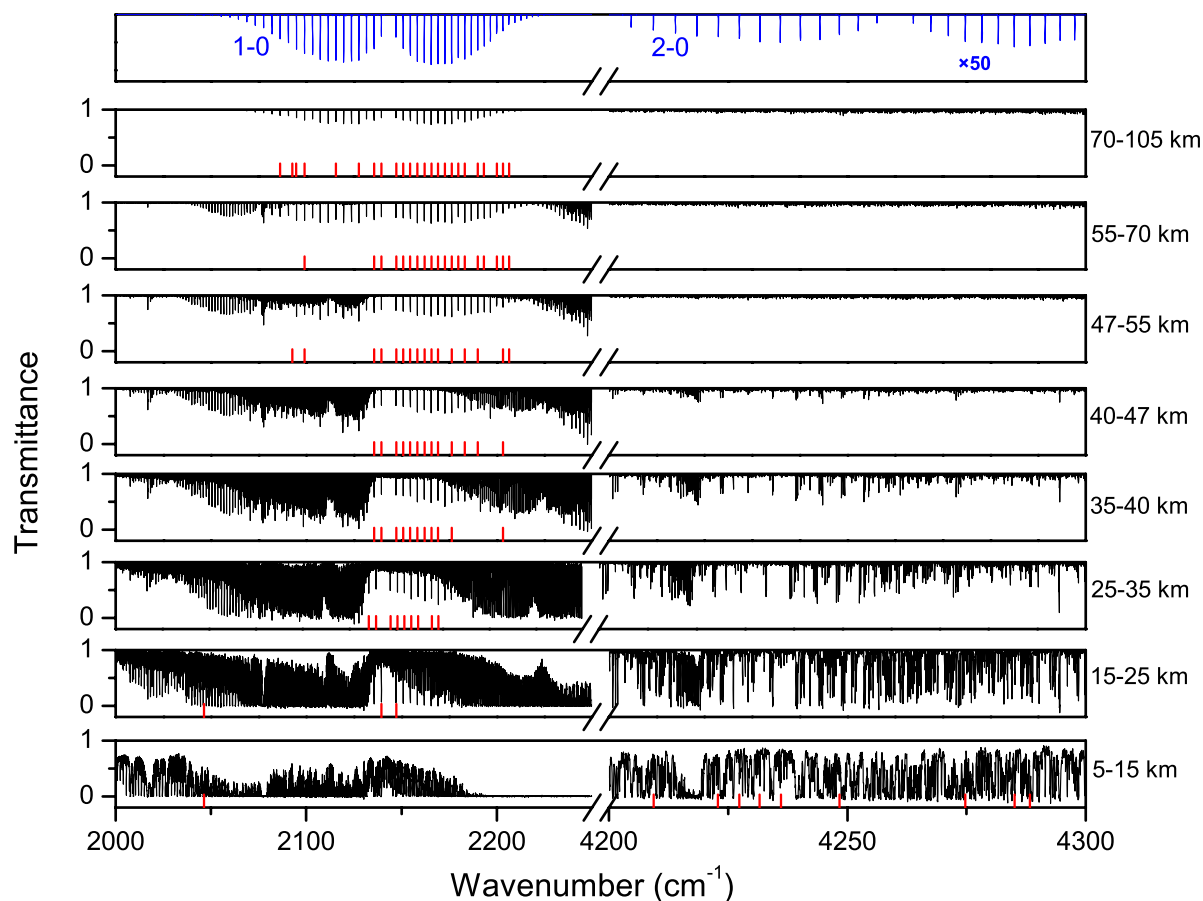 1-0
2-0
×50
1
0
70-105 km
1
0
55-70 km
1
0
47-55 km
1
0
40-47 km
1
0
35-40 km
1
0
25-35 km
1
0
15-25 km
1
0
5-15 km
Transmittance
2000 2100 2200 4200 4250 4300
Wavenumber (cm⁻¹)